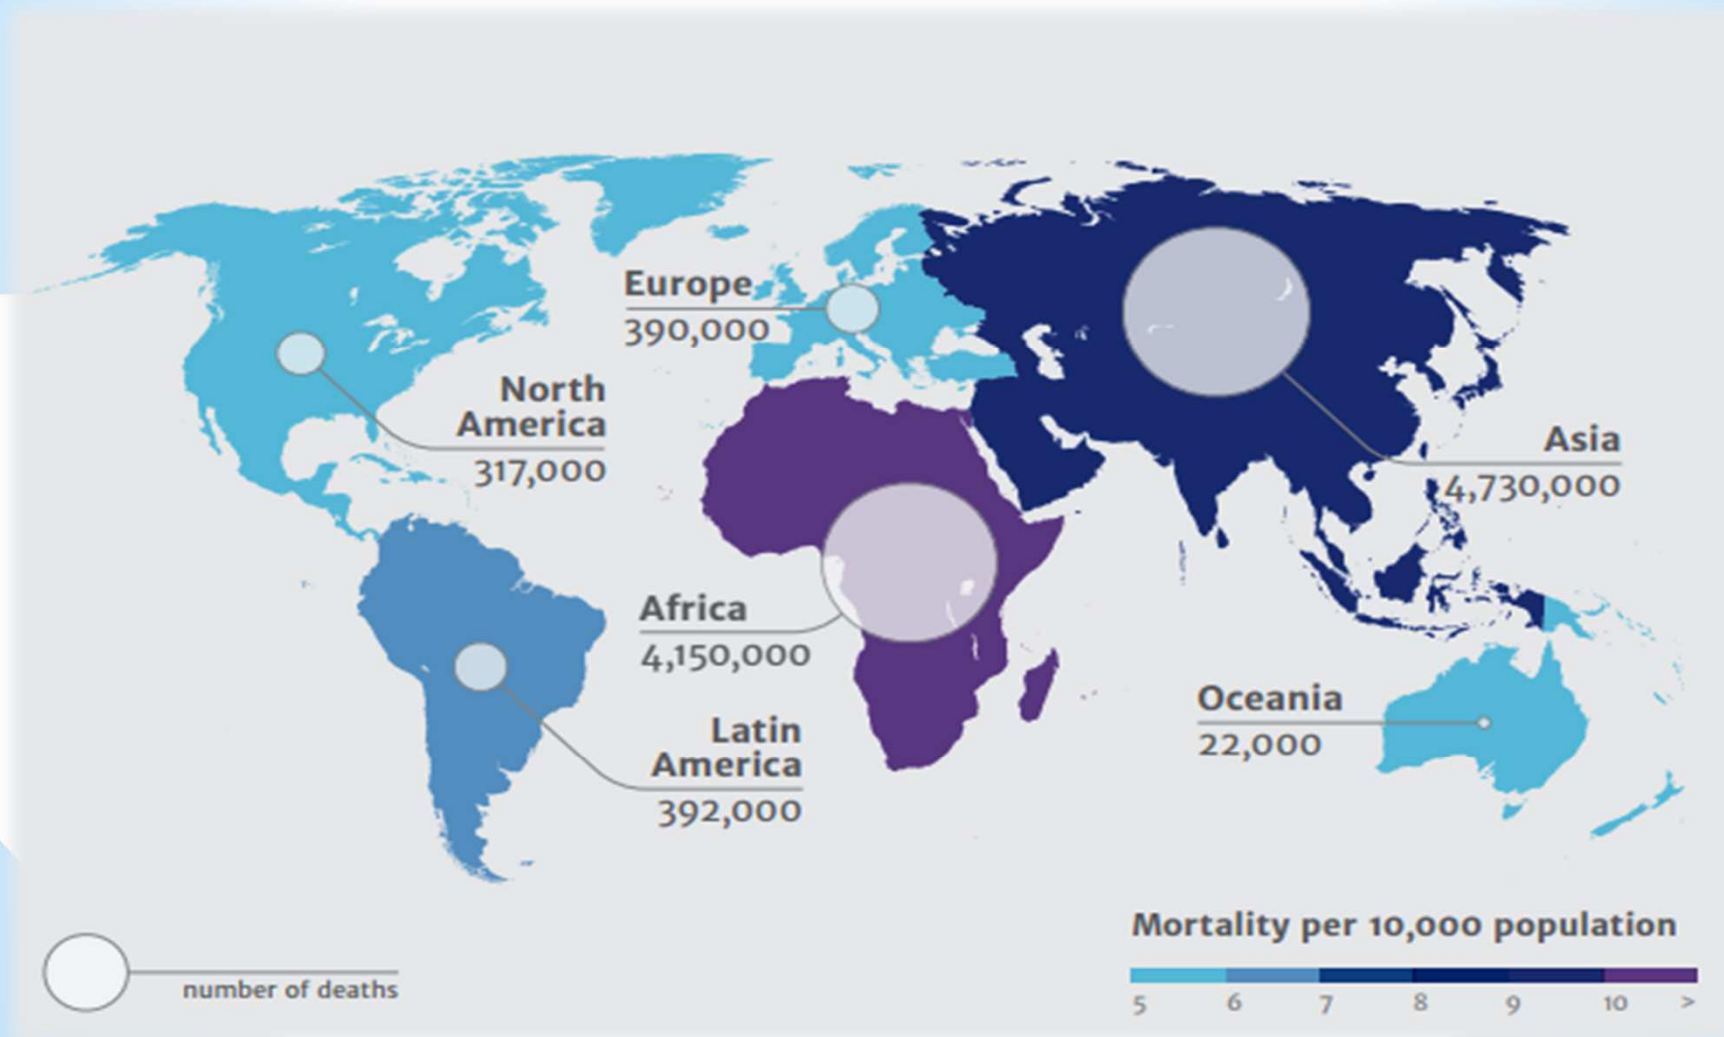 Europe
390,000
North
America
317,000
Asia
4,730,000
Africa
4,150,000
Oceania
22,000
Latin
America
392,000
Mortality per 10,000 population
5 6 7 8 9 10 >
number of deaths